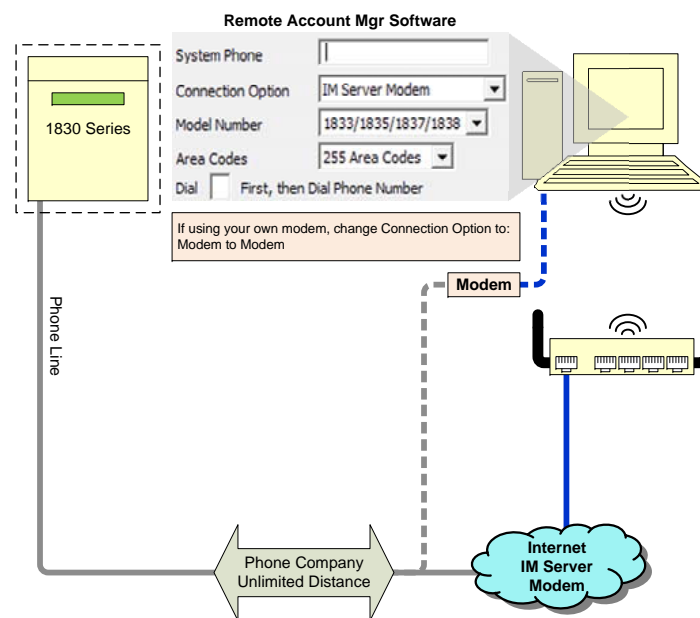 Remote Account Mgr Software
System Phone
Connection Option
IM Server Modem
Model Number
1833/1835/1837/1838
Area Codes
255 Area Codes
Dial
First, then Dial Phone Number
1830 Series
If using your own modem, change Connection Option to:
Modem to Modem
Modem
Phone Line
Phone Company
Unlimited Distance
Internet
IM Server
Modem